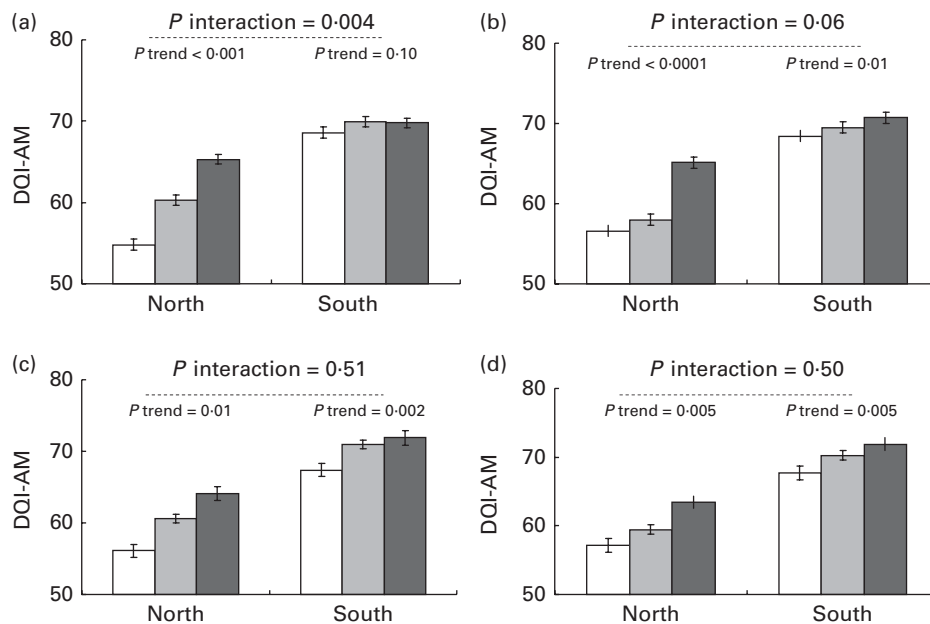 (a)
P interaction = 0·004
P trend < 0·001
P trend = 0·10
DQI-AM
80
70
60
50
North
South
(b)
P interaction = 0·06
P trend < 0·0001
P trend = 0·01
DQI-AM
80
70
60
50
North
South
(c)
P interaction = 0·51
P trend = 0·01
P trend = 0·002
DQI-AM
80
70
60
50
North
South
(d)
P interaction = 0·50
P trend = 0·005
P trend = 0·005
DQI-AM
80
70
60
50
North
South